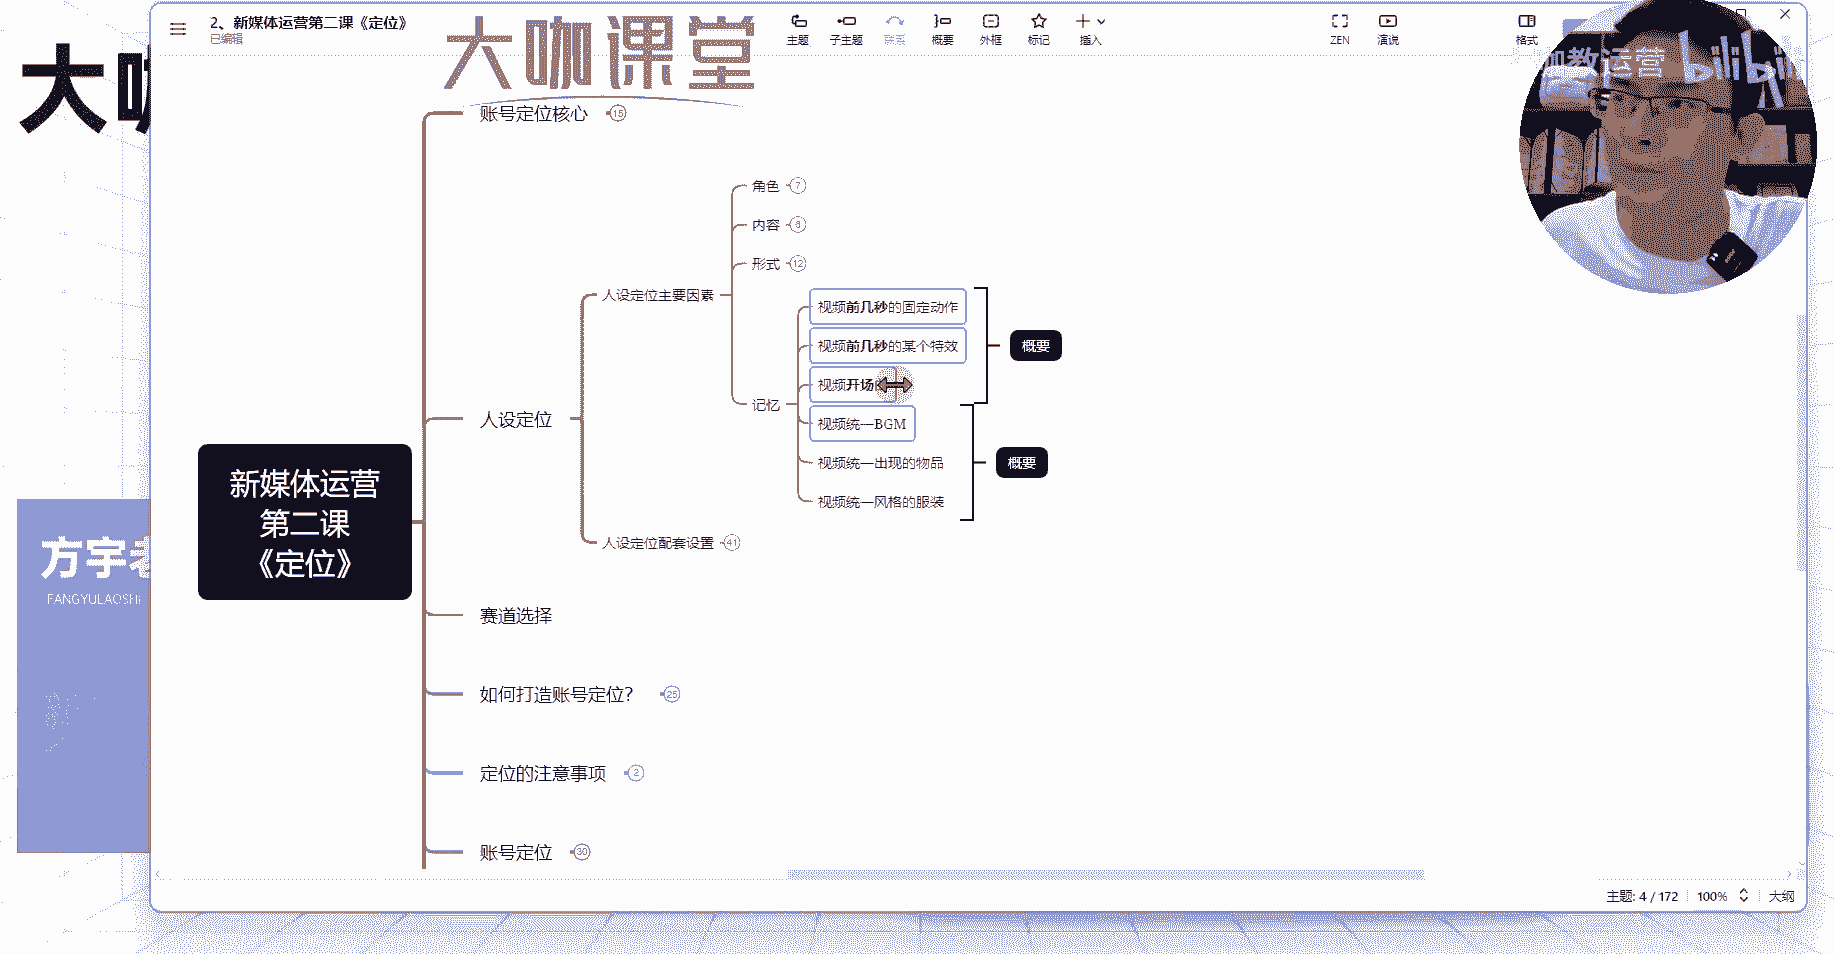 2、新媒体运营第二课《定位》
已编辑
大咖课堂
主题
子主题
联系
概要
外框
标记
插入
ZEN
演说
格式
咖教运营
bilibili
大咖
账号定位核心 15
角色 7
内容
形式 12
人设定位主要因素
视频前几秒的固定动作
视频前几秒的某个特效
概要
视频开场
记忆
视频统一BGM
人设定位
视频统一出现的物品
概要
视频统一风格的服装
新媒体运营
第二课
《定位》
人设定位配套设置 41
方宇老
FANGYULAOSHI
赛道选择
如何打造账号定位? 25
定位的注意事项 2
账号定位 30
主题: 4 / 172
100%
大纲